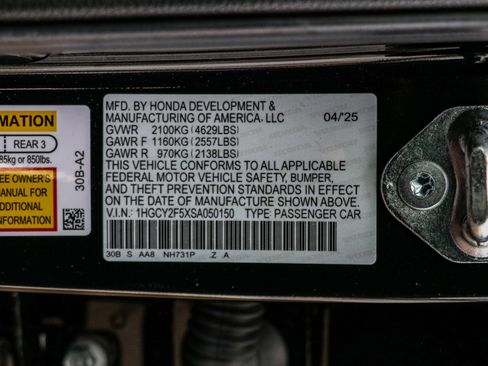 MFD. BY HONDA DEVELOPMENT &
MANUFACTURING OF AMERICA, LLC 04/'25
GVWR 2100KG(4629LBS)
GAWR F 1160KG(2557LBS)
GAWR R 970KG(2138LBS)
THIS VEHICLE CONFORMS TO ALL APPLICABLE
FEDERAL MOTOR VEHICLE SAFETY, BUMPER,
AND THEFT PREVENTION STANDARDS IN EFFECT
ON THE DATE OF MANUFACTURE SHOWN ABOVE.
V.I.N.: 1HGCY2F5XSA050150 TYPE: PASSENGER CAR
30B S AA8 NH731P .Z .A
REAR 3
85kg or 850lbs.
EE OWNER'S
MANUAL FOR
ADDITIONAL
30B-A2